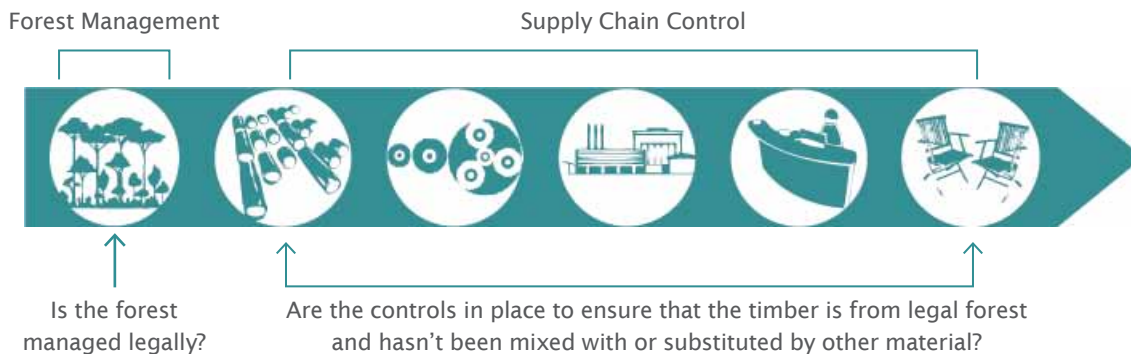 Forest Management
Supply Chain Control
Is the forest
managed legally?
Are the controls in place to ensure that the timber is from legal forest
and hasn’t been mixed with or substituted by other material?